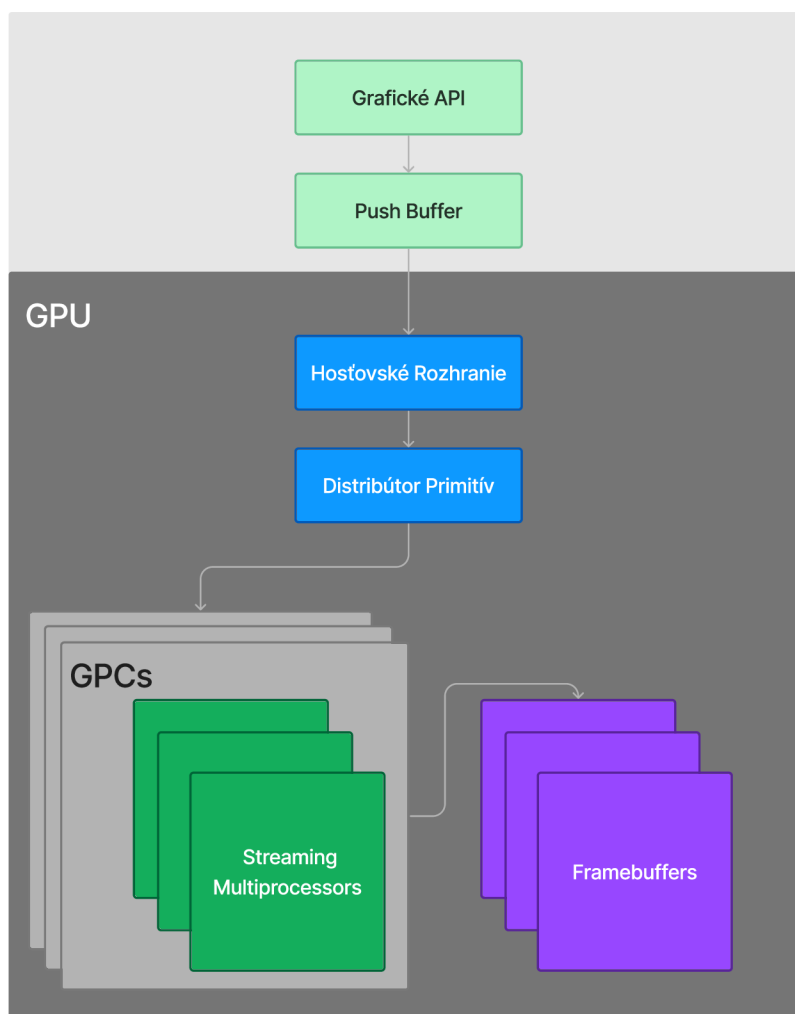 Grafické API
Push Buffer
GPU
Hosťovské Rozhranie
Distribútor Primitív
GPCs
Streaming
Multiprocessors
Framebuffers